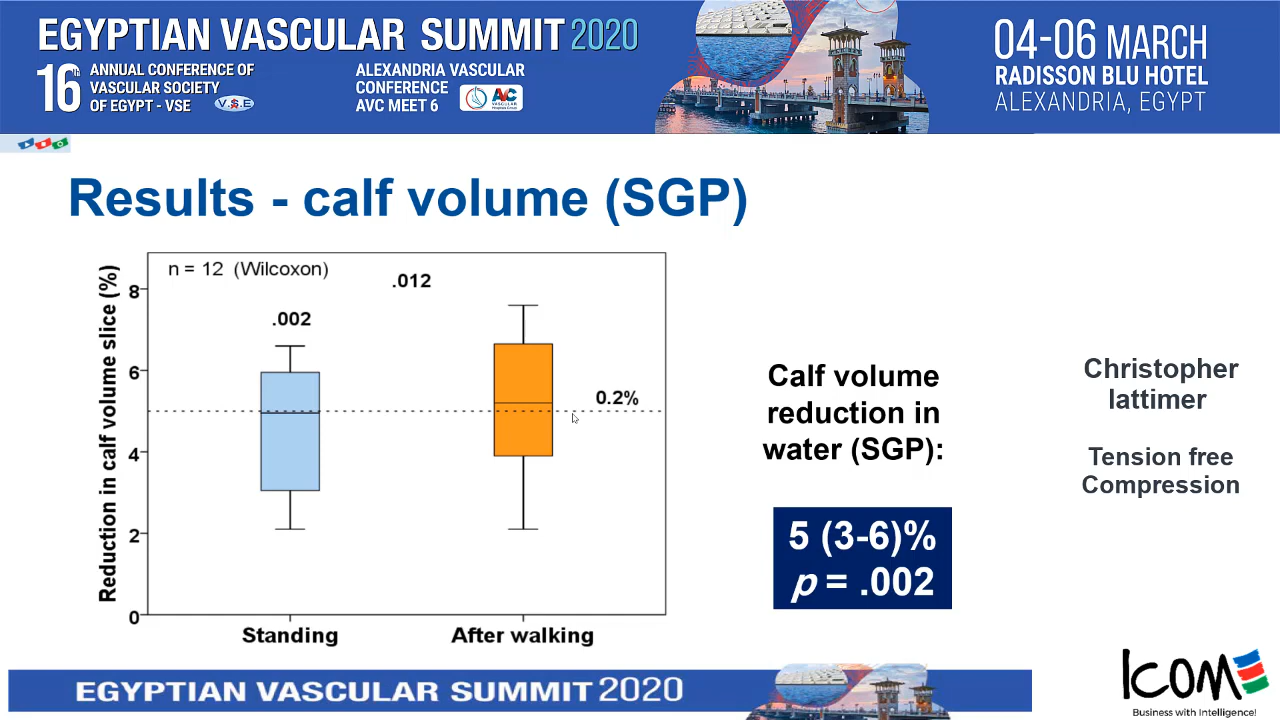 EGYPTIAN VASCULAR SUMMIT 2020
16th ANNUAL CONFERENCE OF
VASCULAR SOCIETY
OF EGYPT - VSE
ALEXANDRIA VASCULAR
CONFERENCE
AVC MEET 6
AVC
04-06 MARCH
RADISSON BLU HOTEL
ALEXANDRIA, EGYPT
Results - calf volume (SGP)
n = 12 (Wilcoxon)
.012
.002
0.2%
Reduction in calf volume slice (%)
8
6
4
2
0
Standing
After walking
Calf volume
reduction in
water (SGP):
5 (3-6)%
p = .002
Christopher
lattimer
Tension free
Compression
EGYPTIAN VASCULAR SUMMIT 2020
ICOM
Business with Intelligence!